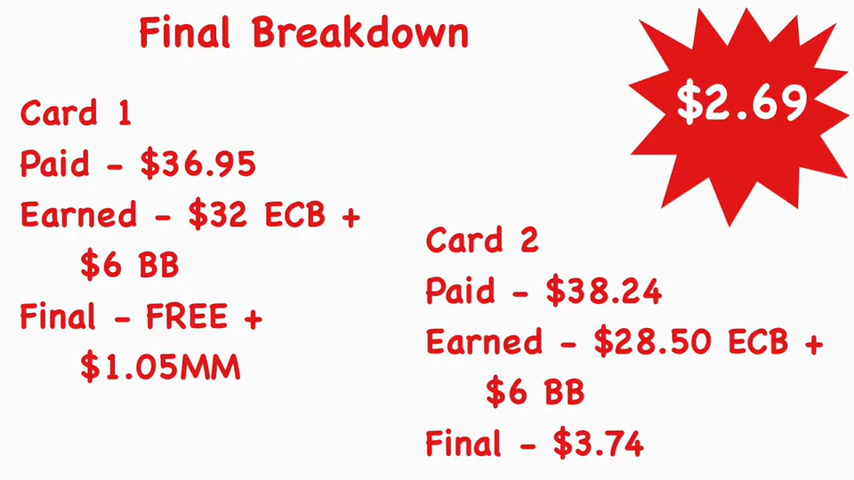 Final Breakdown
$2.69
Card 1
Paid - $36.95
Earned - $32 ECB +
$6 BB
Final - FREE +
$1.05MM
Card 2
Paid - $38.24
Earned - $28.50 ECB +
$6 BB
Final - $3.74